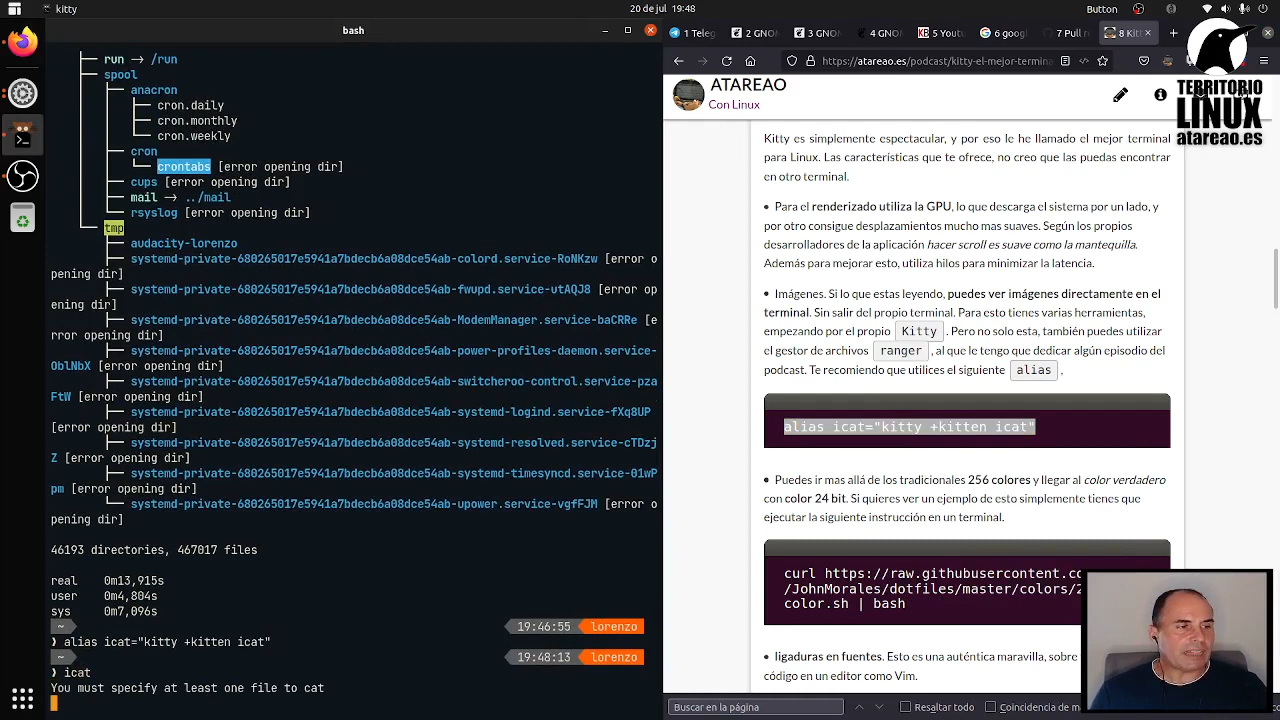 kitty
20 de jul 19:48
Button
bash
run -> /run
spool
anacron
cron.daily
cron.monthly
cron.weekly
cron
crontabs [error opening dir]
cups [error opening dir]
mail -> ../mail
rsyslog [error opening dir]
tmp
audacity-lorenzo
systemd-private-680265017e5941a7bdecb6a08dce54ab-colord.service-RoNKzw [error o
pening dir]
systemd-private-680265017e5941a7bdecb6a08dce54ab-fwupd.service-utAQJ8 [error op
ening dir]
systemd-private-680265017e5941a7bdecb6a08dce54ab-ModemManager.service-baCRRe [e
rror opening dir]
systemd-private-680265017e5941a7bdecb6a08dce54ab-power-profiles-daemon.service-
OblNbX [error opening dir]
systemd-private-680265017e5941a7bdecb6a08dce54ab-switcheroo-control.service-pza
FtW [error opening dir]
systemd-private-680265017e5941a7bdecb6a08dce54ab-systemd-logind.service-fXq8UP
[error opening dir]
systemd-private-680265017e5941a7bdecb6a08dce54ab-systemd-resolved.service-cTDzj
Z [error opening dir]
systemd-private-680265017e5941a7bdecb6a08dce54ab-systemd-timesyncd.service-01wP
pm [error opening dir]
systemd-private-680265017e5941a7bdecb6a08dce54ab-upower.service-vgfFJM [error o
pening dir]
46193 directories, 467017 files
real 0m13,915s
user 0m4,804s
sys 0m7,096s
~ 19:46:55 lorenzo
❯ alias icat="kitty +kitten icat"
~ 19:48:13 lorenzo
❯ icat
You must specify at least one file to cat
1 Teleg 2 GNOM 3 GNOM 4 GNOM 5 Youtu 6 googl 7 Pull r 8 Kitt
https://atareao.es/podcast/kitty-el-mejor-termina
ATAREAO
Con Linux
TERRITORIO
LINUX
atareao.es
Kitty es simplemente espectacular, y por eso le he llamado el mejor terminal
para Linux. Las características que te ofrece, no creo que las puedas encontrar
en otro terminal.
• Para el renderizado utiliza la GPU, lo que descarga el sistema por un lado, y
por otro consigue desplazamientos mucho mas suaves. Según los propios
desarrolladores de la aplicación hacer scroll es suave como la mantequilla.
Además para mejorar esto, utiliza hilos para minimizar la latencia.
• Imágenes. Si lo que estas leyendo, puedes ver imágenes directamente en el
terminal. Sin salir del propio terminal. Para esto tienes varias herramientas,
empezando por el propio Kitty. Pero no solo esta, también puedes utilizar
el gestor de archivos ranger, al que le tengo que dedicar algún episodio del
podcast. Te recomiendo que utilices el siguiente alias,
alias icat="kitty +kitten icat"
• Puedes ir mas allá de los tradicionales 256 colores y llegar al color verdadero
con color 24 bit. Si quieres ver un ejemplo de esto simplemente tienes que
ejecutar la siguiente instrucción en un terminal.
curl https://raw.githubusercontent.co
/JohnMorales/dotfiles/master/colors/2
color.sh | bash
• ligaduras en fuentes. Esto es una auténtica maravilla, sobre
código en un editor como Vim.
Buscar en la página
Resaltar todo
Coincidencia de m